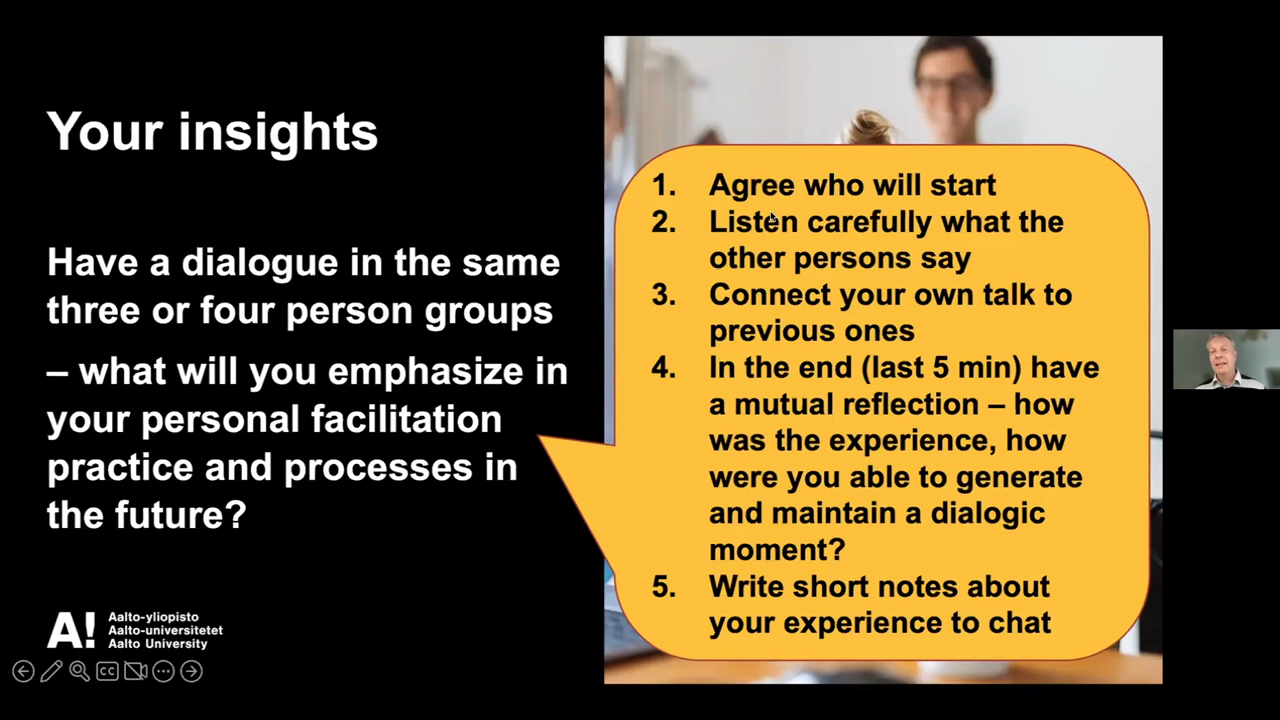 Your insights
Have a dialogue in the same
three or four person groups
– what will you emphasize in
your personal facilitation
practice and processes in
the future?
1. Agree who will start
2. Listen carefully what the
other persons say
3. Connect your own talk to
previous ones
4. In the end (last 5 min) have
a mutual reflection – how
was the experience, how
were you able to generate
and maintain a dialogic
moment?
5. Write short notes about
your experience to chat
A!
Aalto-yliopisto
Aalto-universitetet
Aalto University
CC